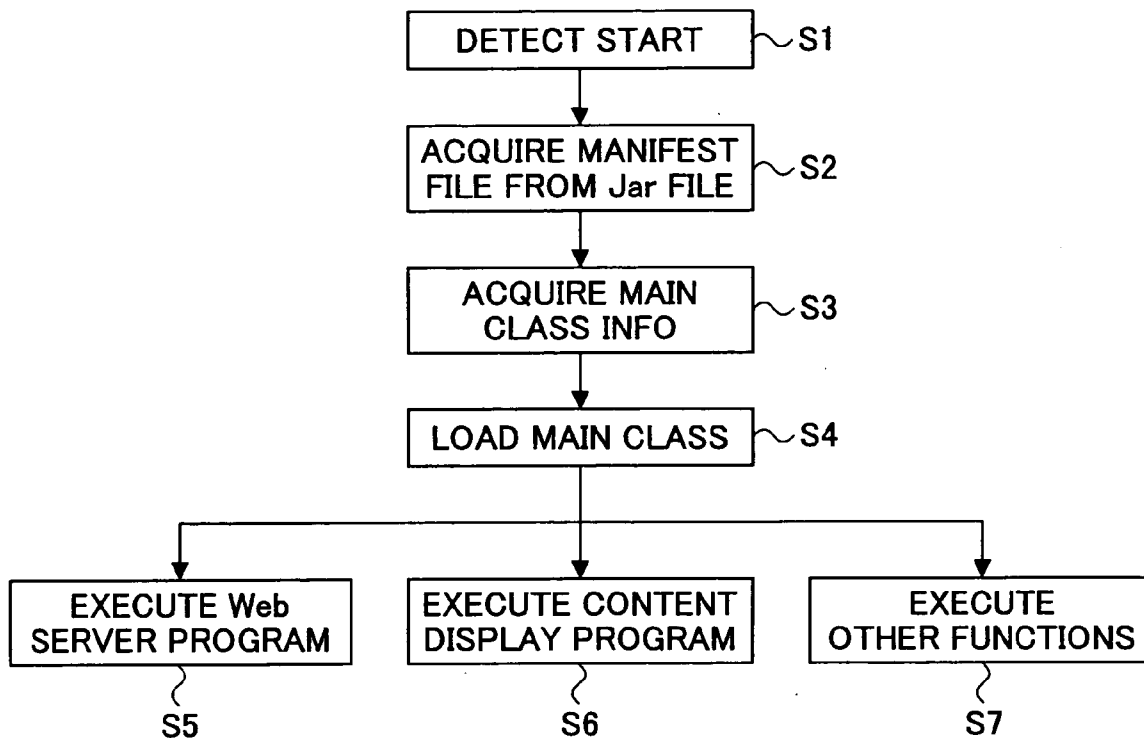 DETECT START
S1
ACQUIRE MANIFEST
FILE FROM Jar FILE
S2
ACQUIRE MAIN
CLASS INFO
S3
LOAD MAIN CLASS
S4
EXECUTE Web
SERVER PROGRAM
S5
EXECUTE CONTENT
DISPLAY PROGRAM
S6
EXECUTE
OTHER FUNCTIONS
S7